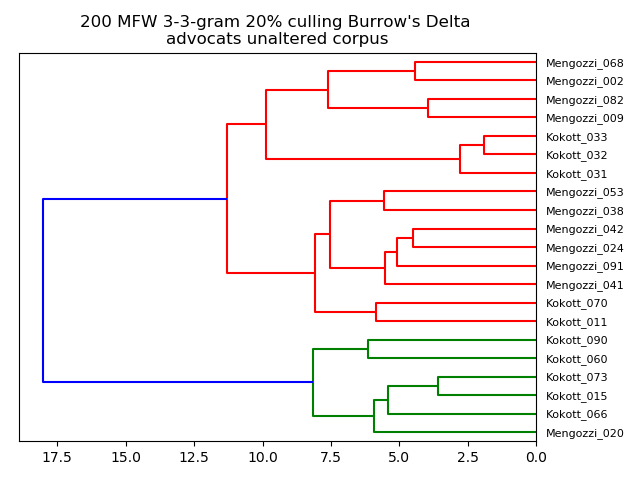 200 MFW 3-3-gram 20% culling Burrow's Delta
advocats unaltered corpus
Mengozzi_068
Mengozzi_002
Mengozzi_082
Mengozzi_009
Kokott_033
Kokott_032
Kokott_031
Mengozzi_053
Mengozzi_038
Mengozzi_042
Mengozzi_024
Mengozzi_091
Mengozzi_041
Kokott_070
Kokott_011
Kokott_090
Kokott_060
Kokott_073
Kokott_015
Kokott_066
Mengozzi_020
17.5 15.0 12.5 10.0 7.5 5.0 2.5 0.0